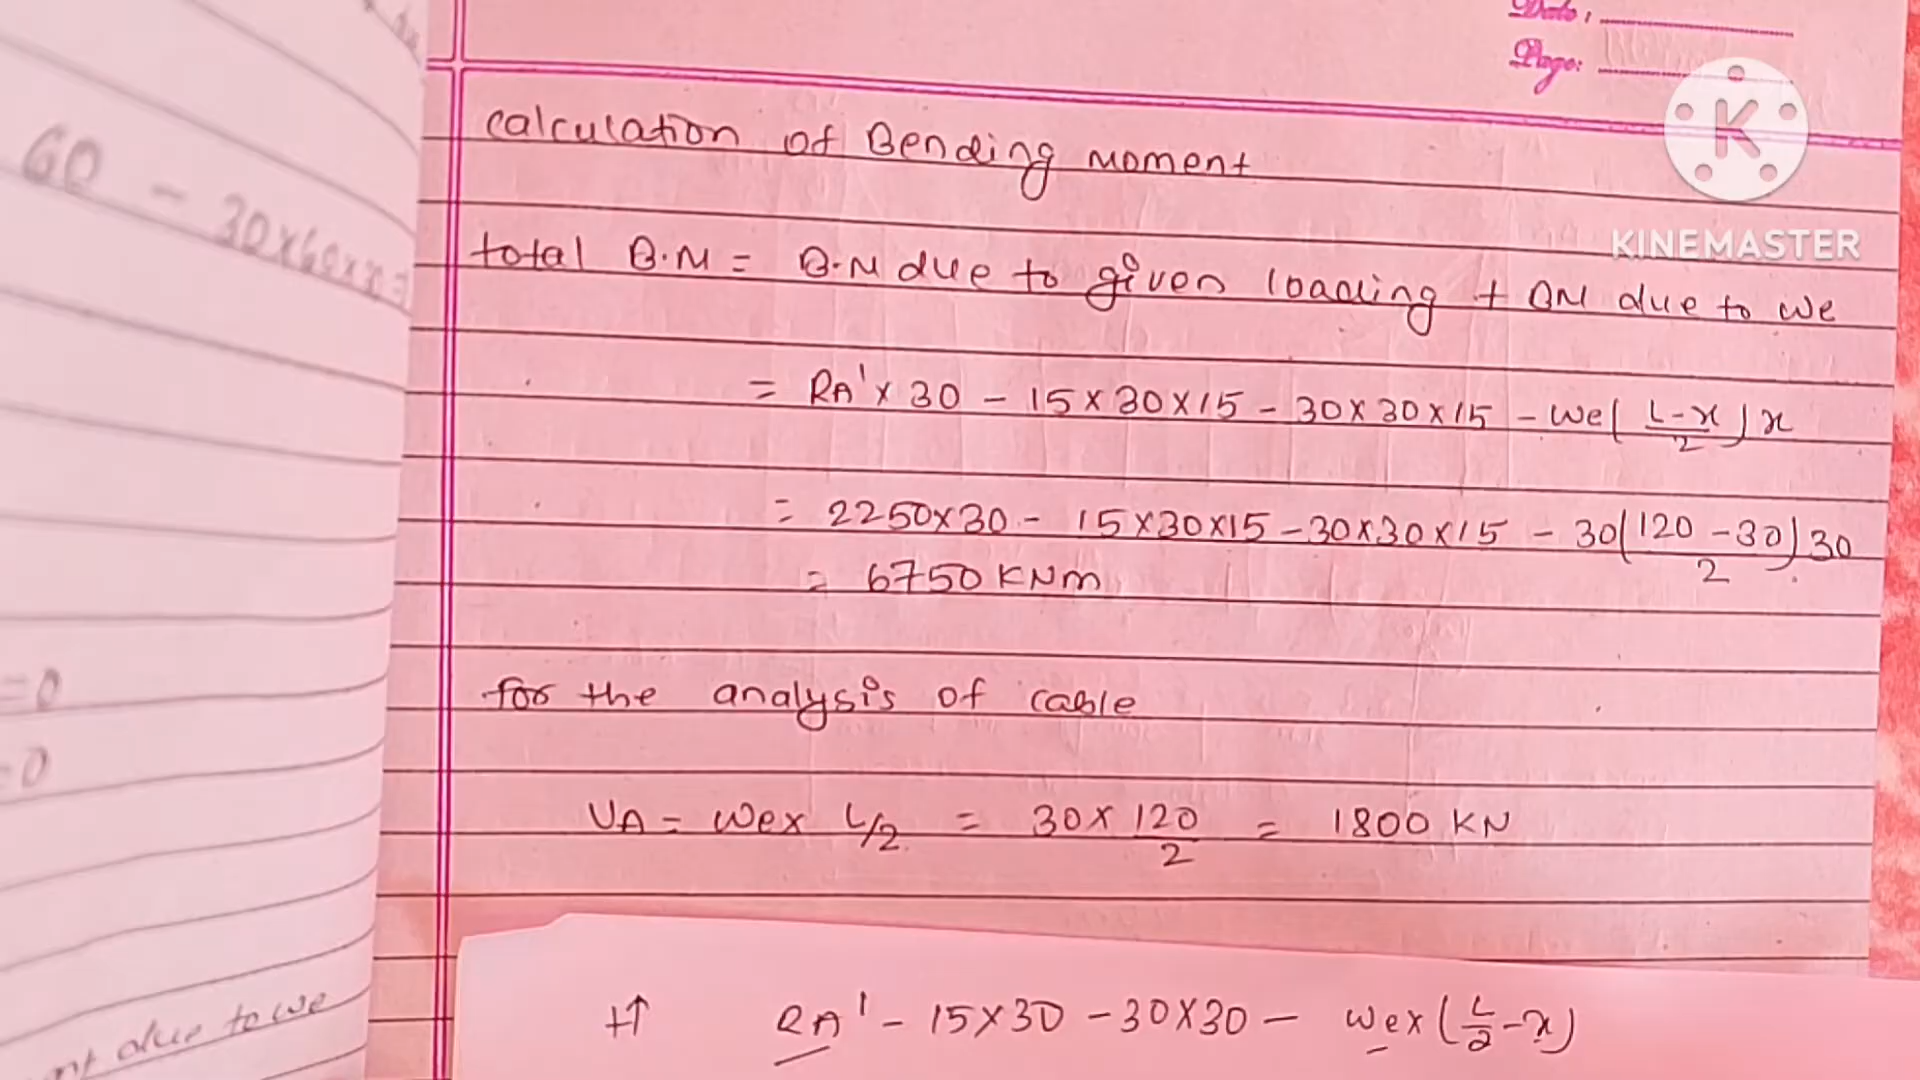 Date:
Page:
KINEMASTER
60 - 30x60xx=
=0
=0
due to we
calculation of Bending moment
total B.M = B.M due to given loading + BM due to we
= RA' x 30 - 15 x 30 x 15 - 30 x 30 x 15 - we( L-x / 2 ) x
= 2250x30 - 15x30x15 - 30x30x15 - 30( 120 - 30 / 2 ) 30
= 6750 KNm
for the analysis of cable
VA = we x L/2 = 30 x 120 / 2 = 1800 KN
+↑ RA' - 15x30 - 30x30 - we x ( L/2 - x )